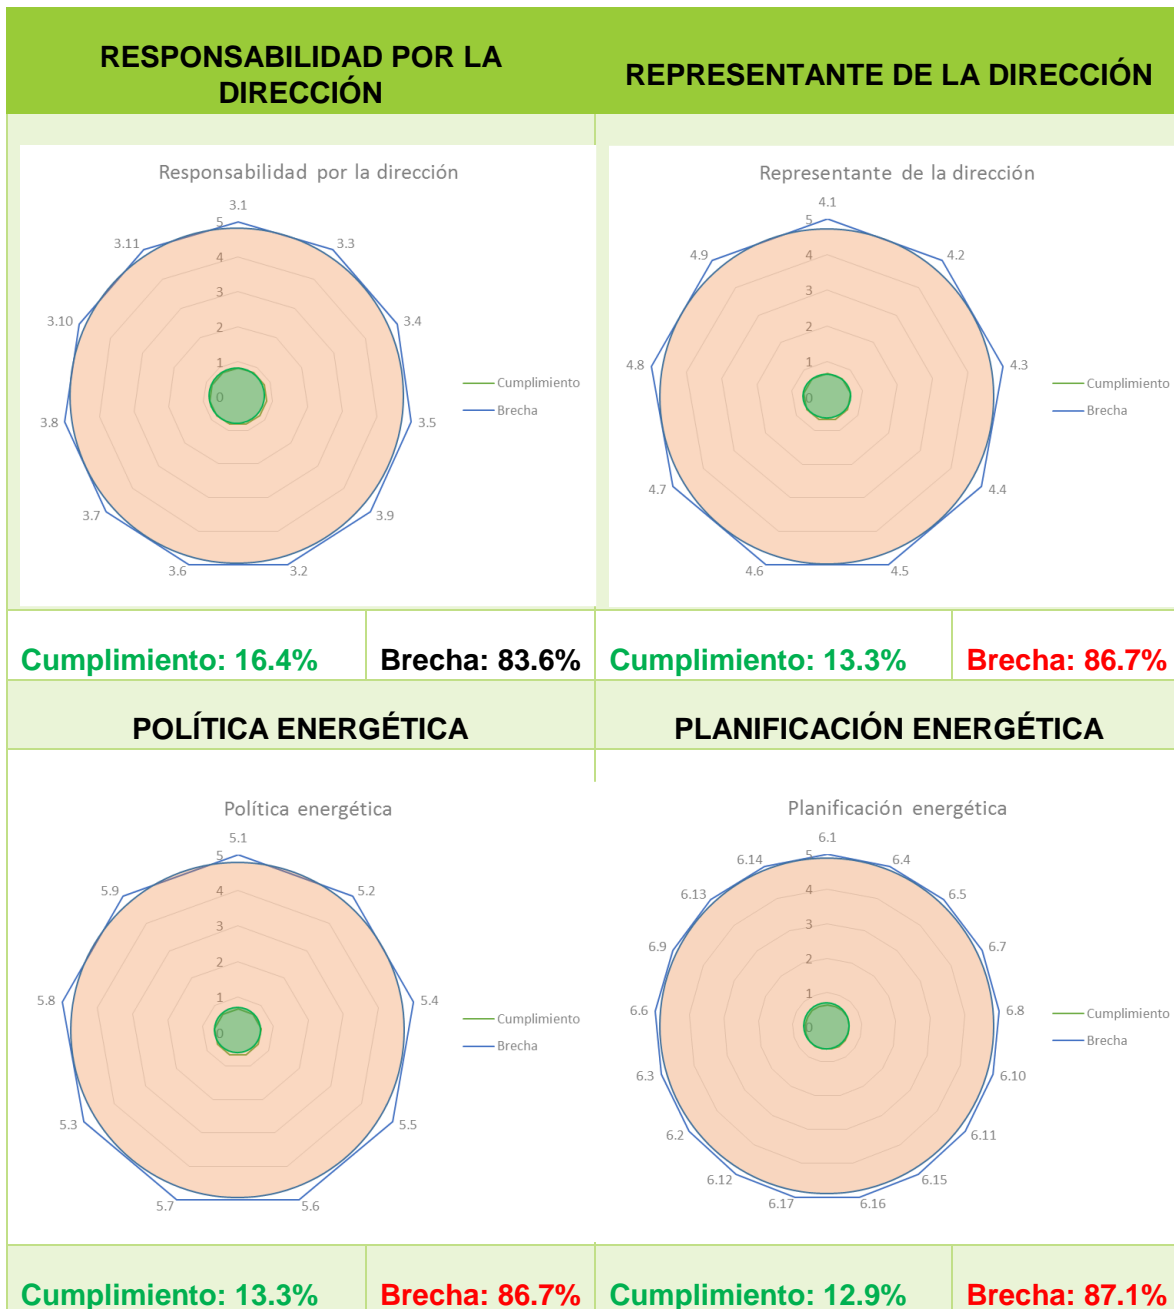 RESPONSABILIDAD POR LA
DIRECCIÓN
REPRESENTANTE DE LA DIRECCIÓN
Responsabilidad por la dirección
3.1
3.3
3.4
3.5
3.9
3.2
3.6
3.7
3.8
3.10
3.11
5
4
3
2
1
0
Cumplimiento
Brecha
Representante de la dirección
4.1
4.2
4.3
4.4
4.5
4.6
4.7
4.8
4.9
5
4
3
2
1
0
Cumplimiento
Brecha
Cumplimiento: 16.4%
Brecha: 83.6%
Cumplimiento: 13.3%
Brecha: 86.7%
POLÍTICA ENERGÉTICA
PLANIFICACIÓN ENERGÉTICA
Política energética
5.1
5.2
5.4
5.5
5.6
5.7
5.3
5.8
5.9
5
4
3
2
1
0
Cumplimiento
Brecha
Planificación energética
6.1
6.4
6.5
6.7
6.8
6.10
6.11
6.15
6.16
6.17
6.12
6.2
6.3
6.6
6.9
6.13
6.14
5
4
3
2
1
0
Cumplimiento
Brecha
Cumplimiento: 13.3%
Brecha: 86.7%
Cumplimiento: 12.9%
Brecha: 87.1%